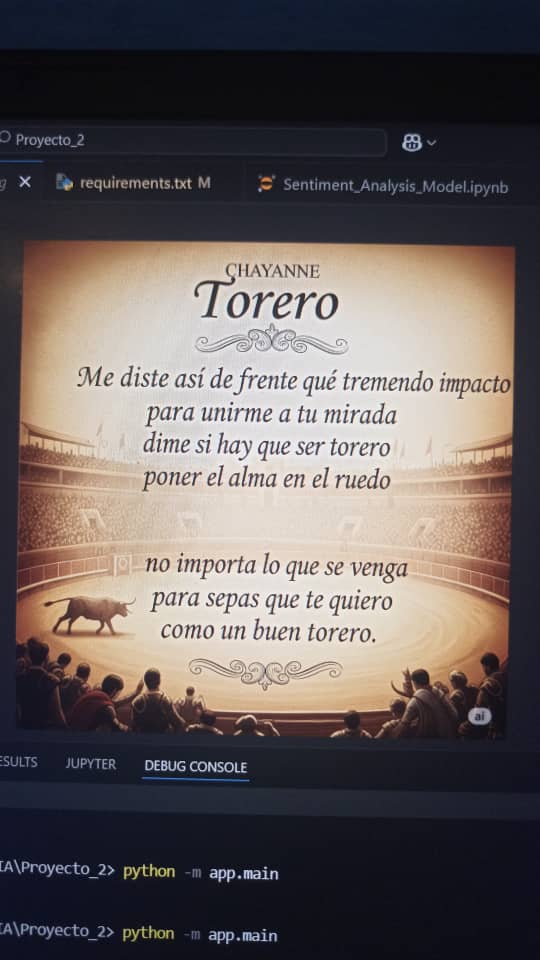 Proyecto_2
requirements.txt M
Sentiment_Analysis_Model.ipynb
CHAYANNE
Torero
Me diste así de frente qué tremendo impacto
para unirme a tu mirada
dime si hay que ser torero
poner el alma en el ruedo
no importa lo que se venga
para sepas que te quiero
como un buen torero.
ai
JUPYTER
DEBUG CONSOLE
IA\Proyecto_2> python -m app.main
IA\Proyecto_2> python -m app.main